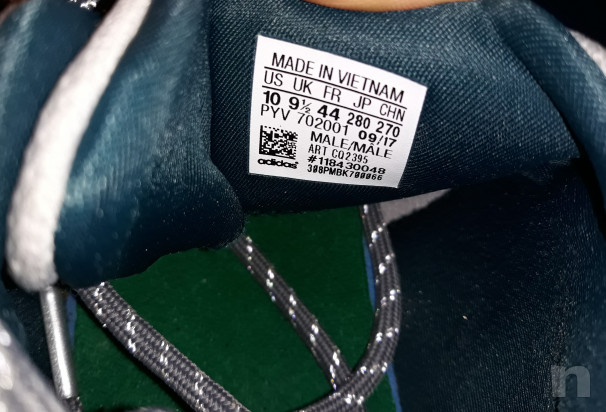 MADE IN VIETNAM
US UK FR JP CHN
10 9½ 44 280 270
PYV 702001 09/17
MALE/MÂLE
ART CQ2395
#118430048
adidas
398PMBK700066
n